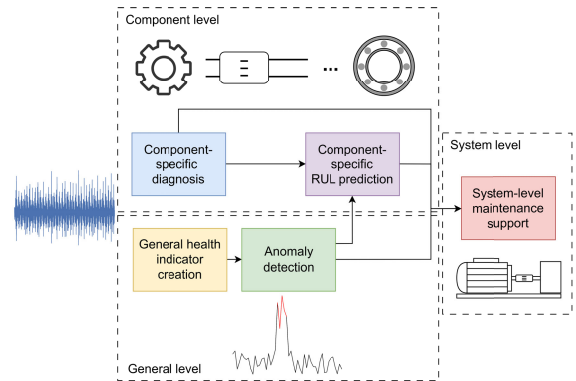 Component level
...
Component-
specific
diagnosis
Component-
specific
RUL prediction
System level
System-level
maintenance
support
General health
indicator
creation
Anomaly
detection
General level